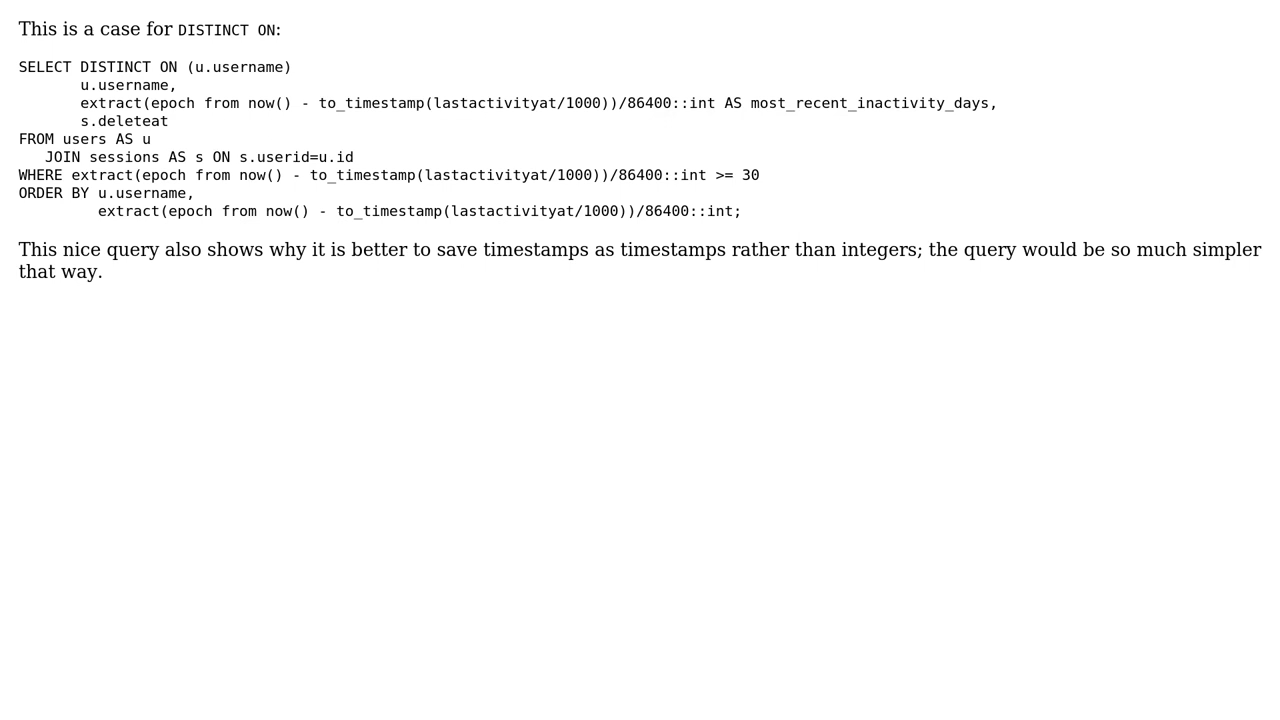 This is a case for DISTINCT ON:
SELECT DISTINCT ON (u.username)
       u.username,
       extract(epoch from now() - to_timestamp(lastactivityat/1000))/86400::int AS most_recent_inactivity_days,
       s.deleteat
FROM users AS u
   JOIN sessions AS s ON s.userid=u.id
WHERE extract(epoch from now() - to_timestamp(lastactivityat/1000))/86400::int >= 30
ORDER BY u.username,
         extract(epoch from now() - to_timestamp(lastactivityat/1000))/86400::int;
This nice query also shows why it is better to save timestamps as timestamps rather than integers; the query would be so much simpler
that way.